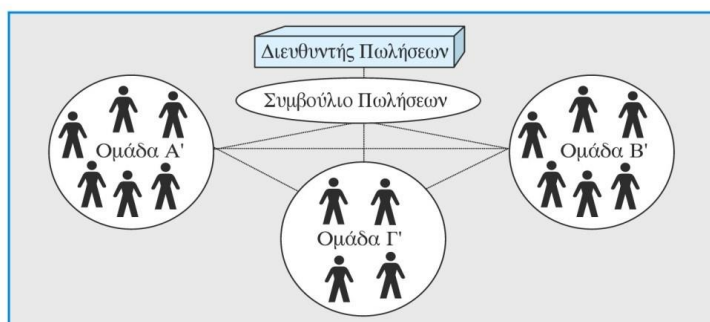 Διευθυντής Πωλήσεων
Συμβούλιο Πωλήσεων
Ομάδα Α'
Ομάδα Β'
Ομάδα Γ'